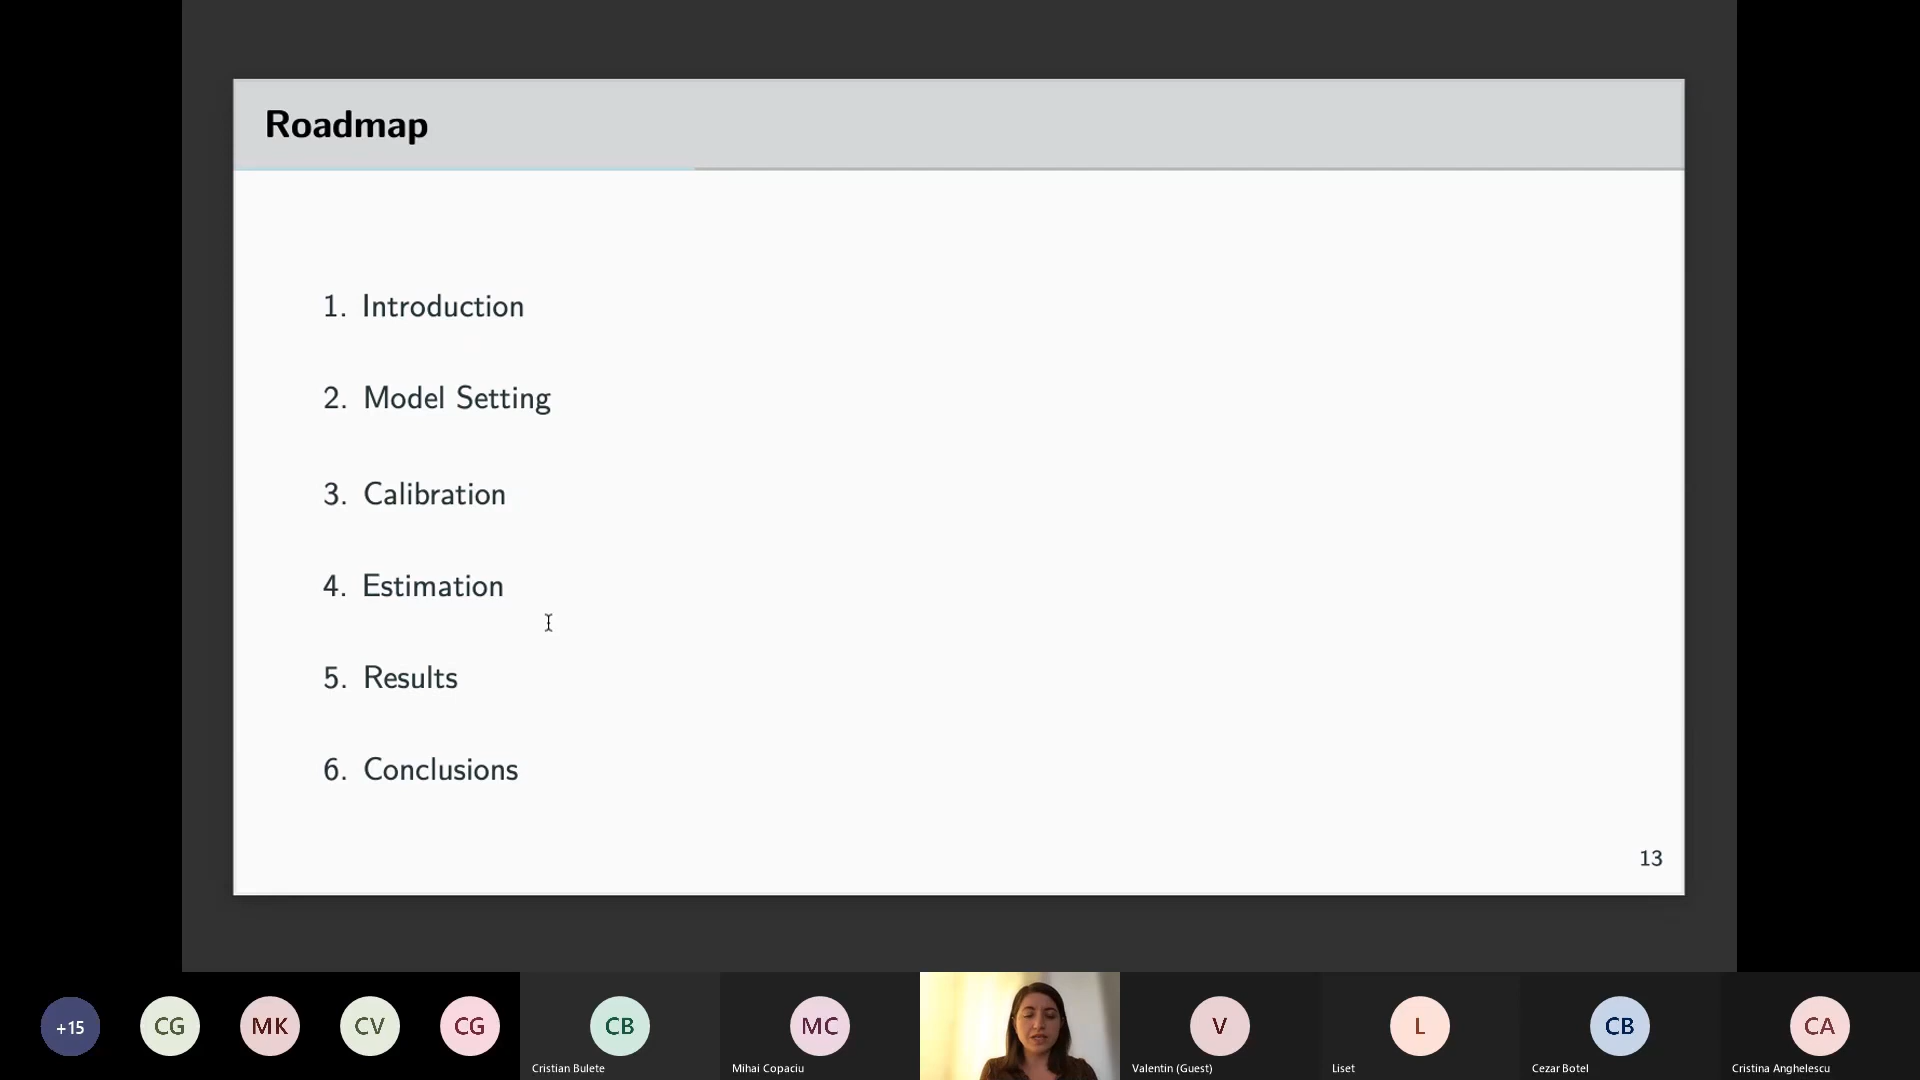 Roadmap
1. Introduction
2. Model Setting
3. Calibration
4. Estimation
5. Results
6. Conclusions
13
+15
CG
MK
CV
CG
CB
Cristian Bulete
MC
Mihai Copaciu
V
Valentin (Guest)
L
Liset
CB
Cezar Botel
CA
Cristina Anghelescu